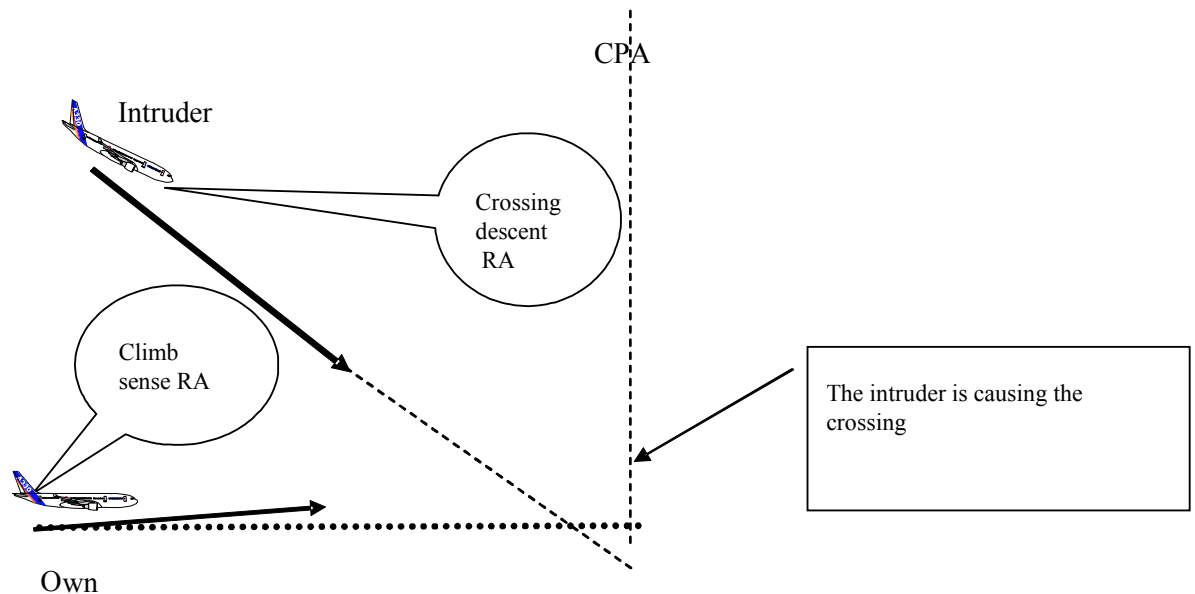 CPA
Intruder
Crossing
descent
RA
Climb
sense RA
The intruder is causing the
crossing
Own